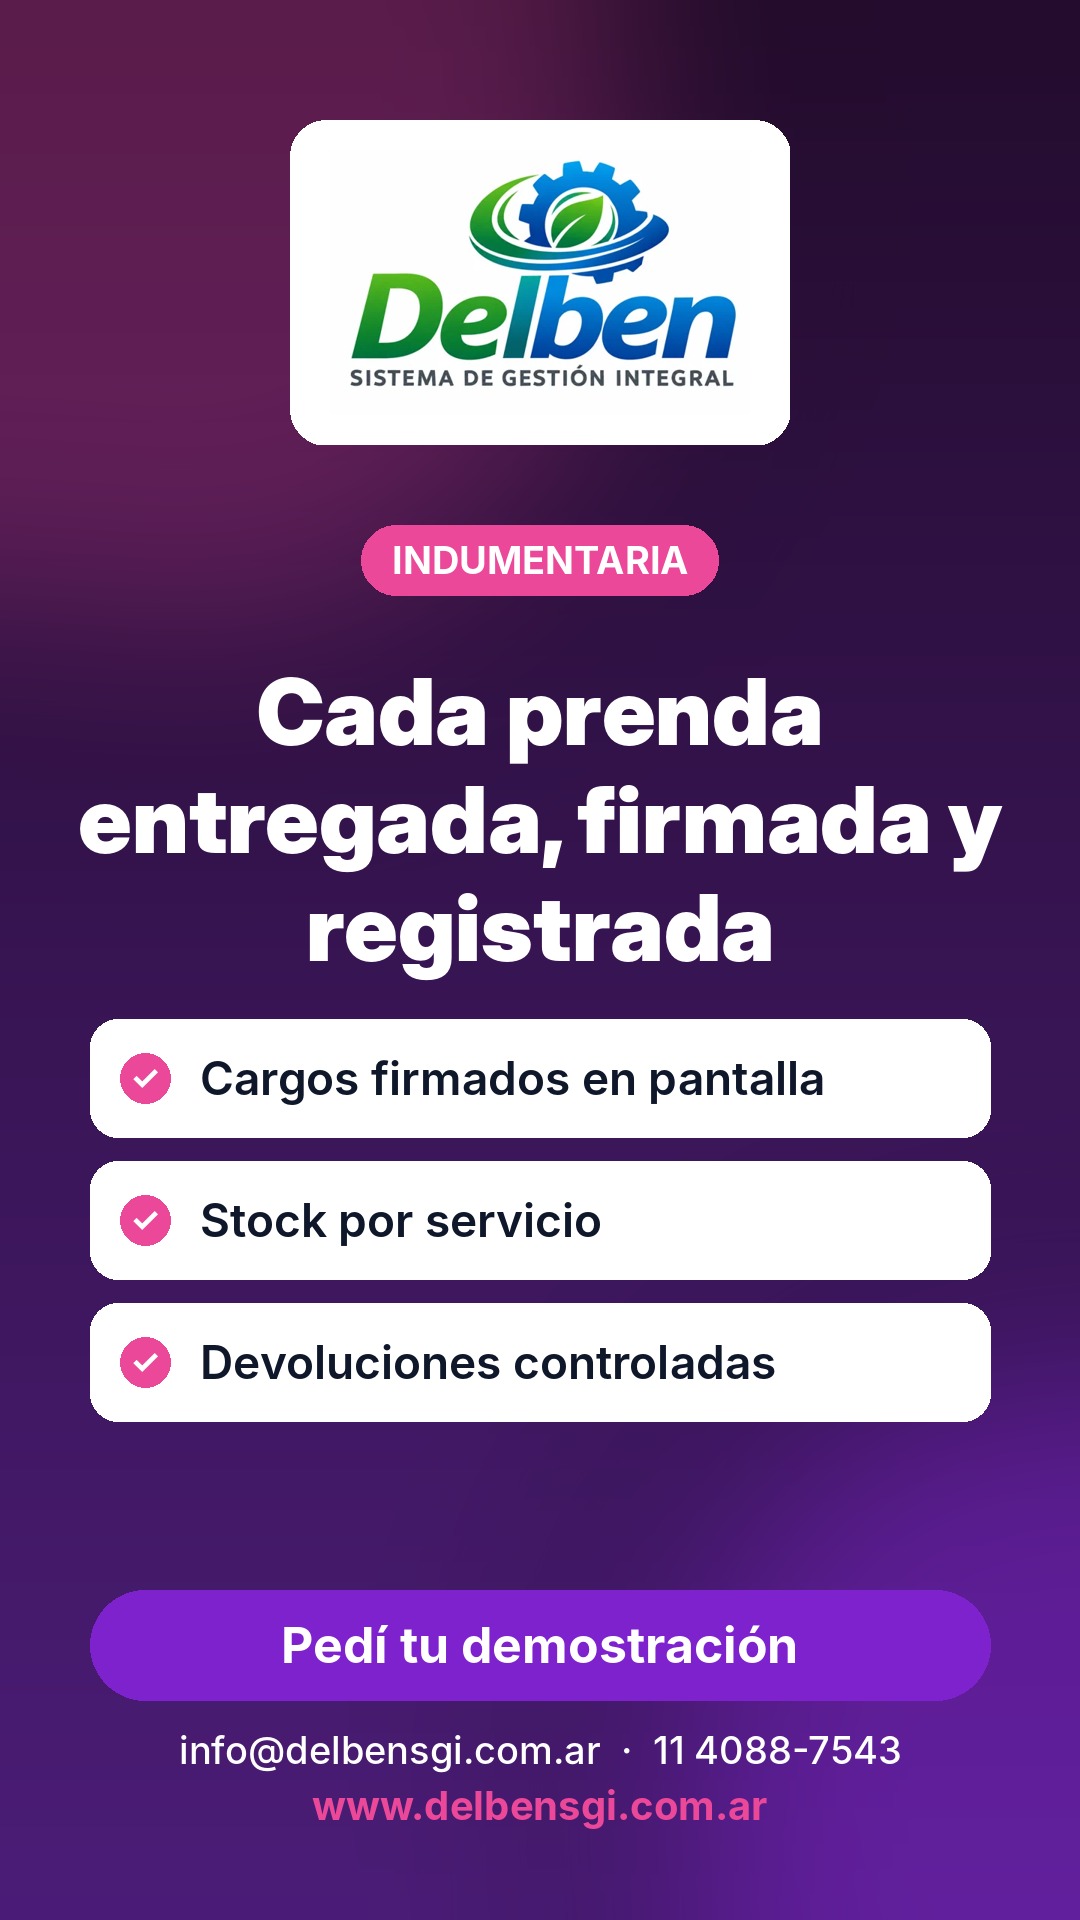 Delben
SISTEMA DE GESTIÓN INTEGRAL
INDUMENTARIA
Cada prenda
entregada, firmada y
registrada
Cargos firmados en pantalla
Stock por servicio
Devoluciones controladas
Pedí tu demostración
info@delbensgi.com.ar · 11 4088-7543
www.delbensgi.com.ar